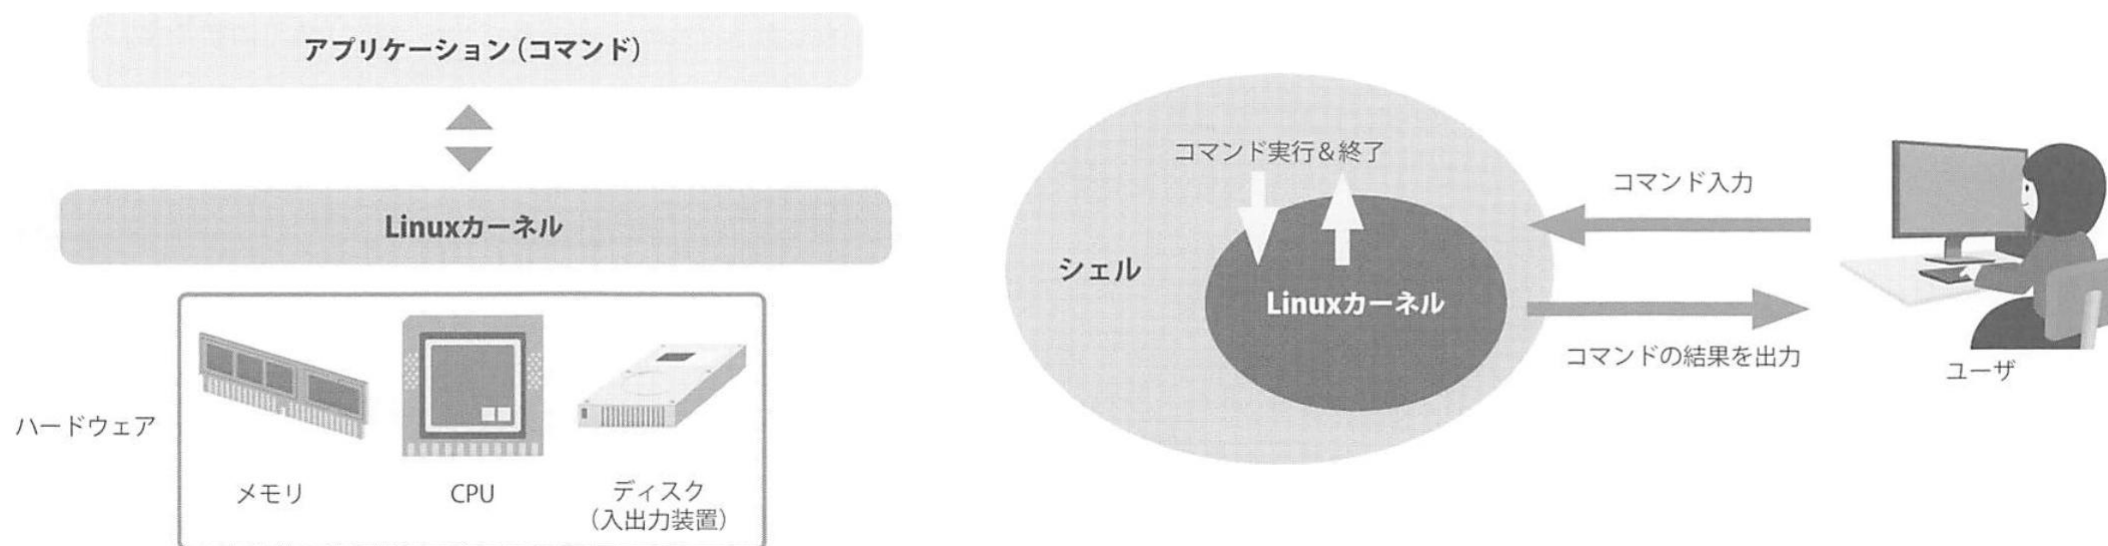 アプリケーション(コマンド)
Linuxカーネル
ハードウェア
メモリ
CPU
ディスク
(入出力装置)
コマンド実行&終了
シェル
Linuxカーネル
コマンド入力
コマンドの結果を出力
ユーザ